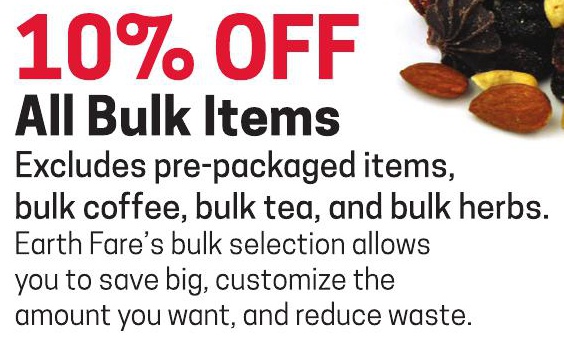 10% OFF
All Bulk Items
Excludes pre-packaged items,
bulk coffee, bulk tea, and bulk herbs.
Earth Fare's bulk selection allows
you to save big, customize the
amount you want, and reduce waste.